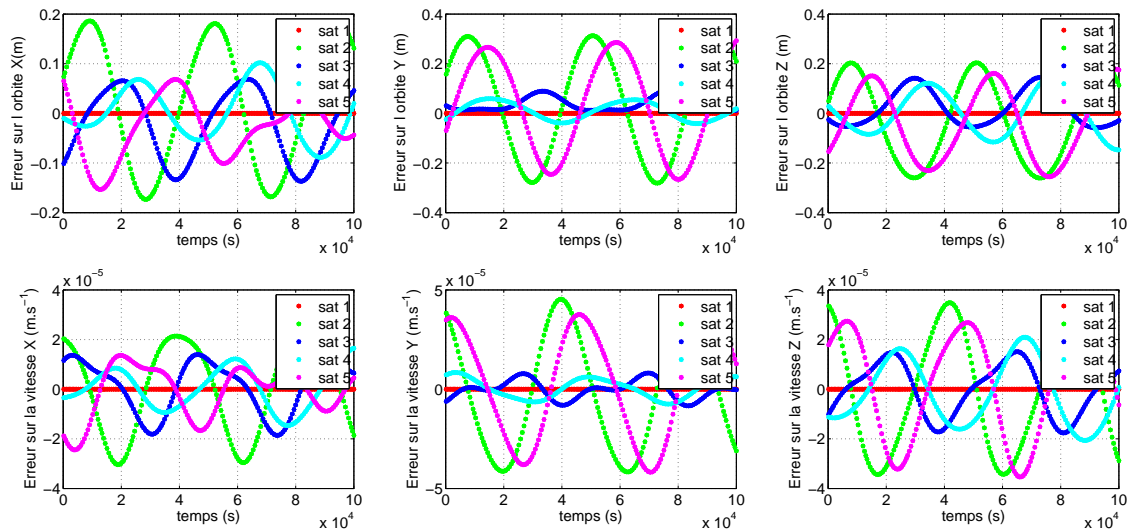 0.2
0.1
0
−0.1
−0.2
Erreur sur l orbite X(m)
0 2 4 6 8 10
temps (s)
x 10^4
sat 1
sat 2
sat 3
sat 4
sat 5
0.4
0.2
0
−0.2
−0.4
Erreur sur l orbite Y (m)
0 2 4 6 8 10
temps (s)
x 10^4
sat 1
sat 2
sat 3
sat 4
sat 5
0.4
0.2
0
−0.2
−0.4
Erreur sur l orbite Z (m)
0 2 4 6 8 10
temps (s)
x 10^4
sat 1
sat 2
sat 3
sat 4
sat 5
x 10^−5
4
2
0
−2
−4
Erreur sur la vitesse X (m.s^−1)
0 2 4 6 8 10
temps (s)
x 10^4
sat 1
sat 2
sat 3
sat 4
sat 5
x 10^−5
5
0
−5
Erreur sur la vitesse Y (m.s^−1)
0 2 4 6 8 10
temps (s)
x 10^4
sat 1
sat 2
sat 3
sat 4
sat 5
x 10^−5
4
2
0
−2
−4
Erreur sur la vitesse Z (m.s^−1)
0 2 4 6 8 10
temps (s)
x 10^4
sat 1
sat 2
sat 3
sat 4
sat 5